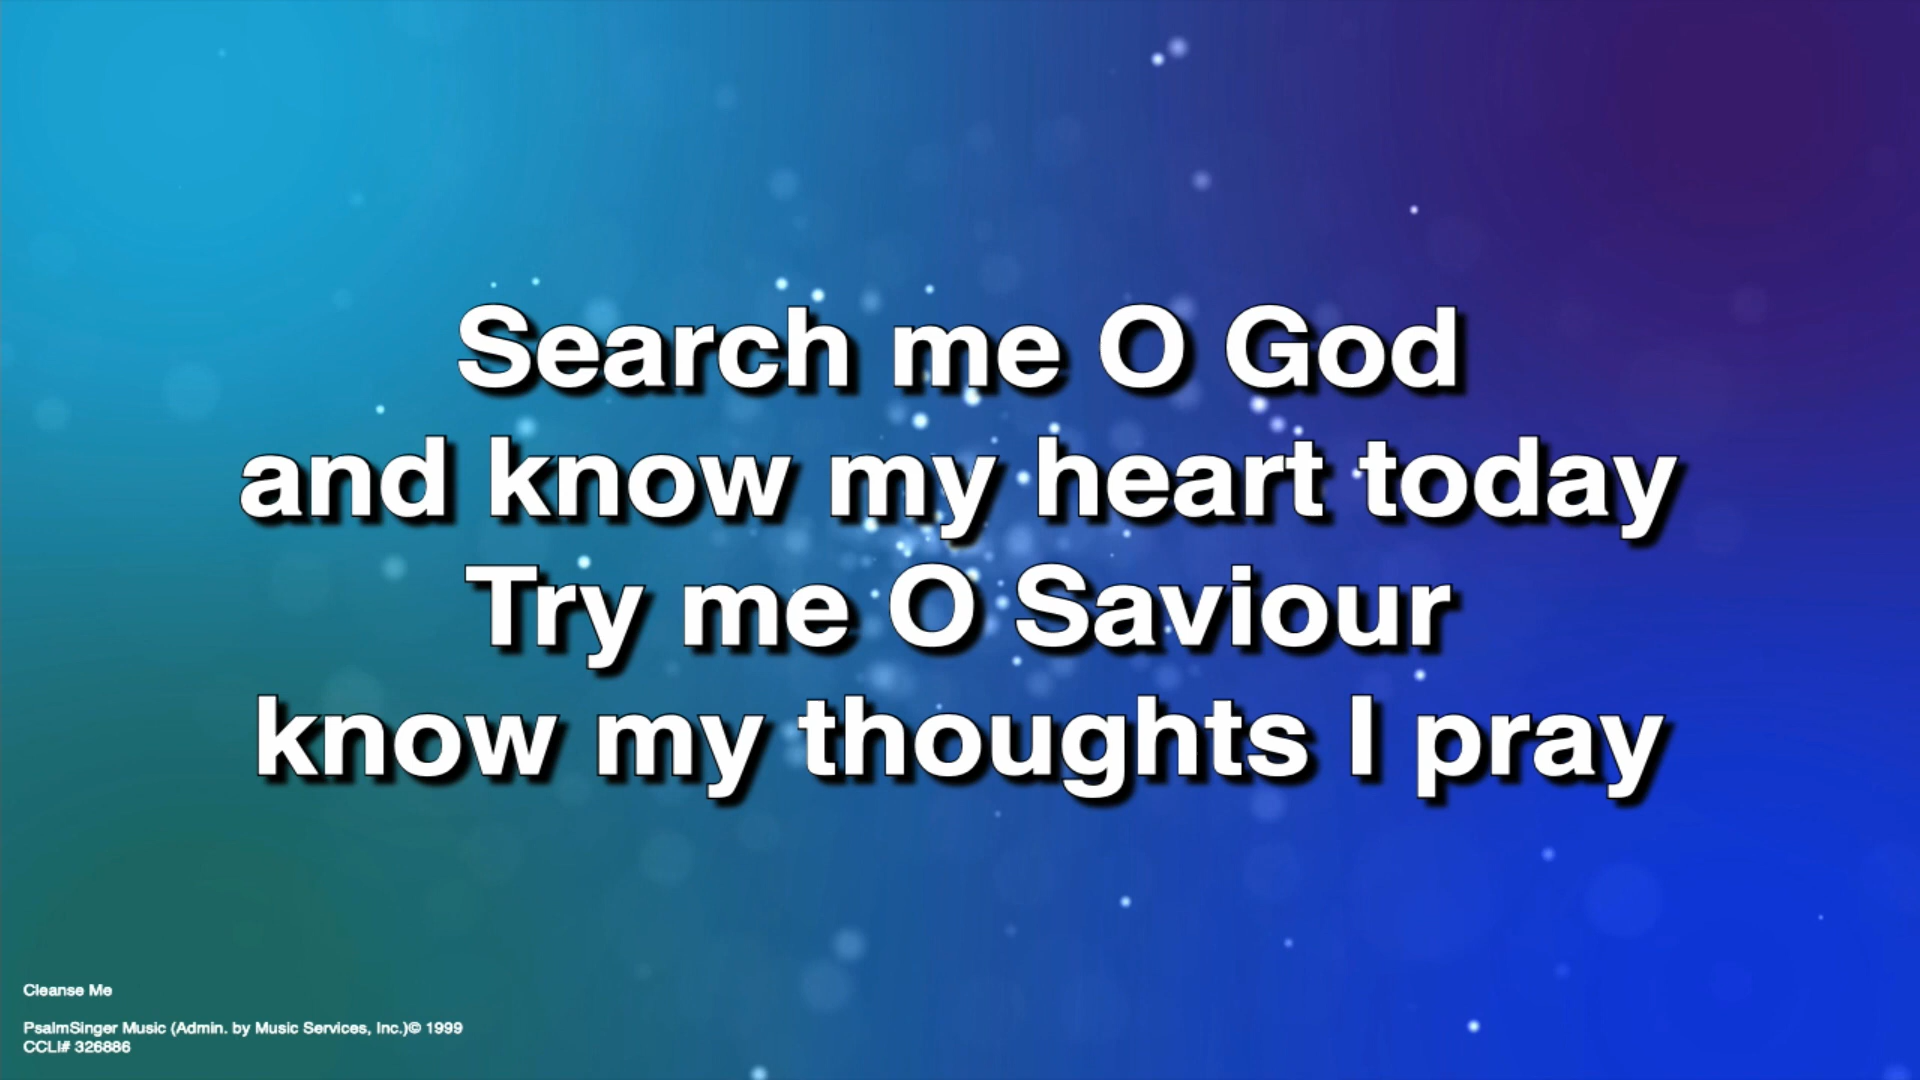 Search me O God
and know my heart today
Try me O Saviour
know my thoughts I pray
Cleanse Me
PsalmSinger Music (Admin. by Music Services, Inc.)© 1999
CCLI# 326886